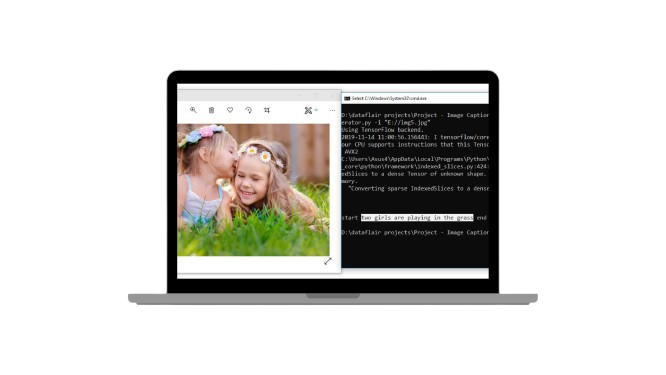 Select C:\Windows\System32\cmd.exe
D:\dataflair projects\Project - Image Caption
erator.py -i "E://img5.jpg"
Using TensorFlow backend.
2019-11-14 11:00:56.156441: I tensorflow/core
our CPU supports instructions that this Tenso
AVX2
C:\Users\Asus4\AppData\Local\Programs\Python\
_core\python\framework\indexed_slices.py:424:
edSlices to a dense Tensor of unknown shape.
mory.
"Converting sparse IndexedSlices to a dense
start two girls are playing in the grass end
D:\dataflair projects\Project - Image Caption